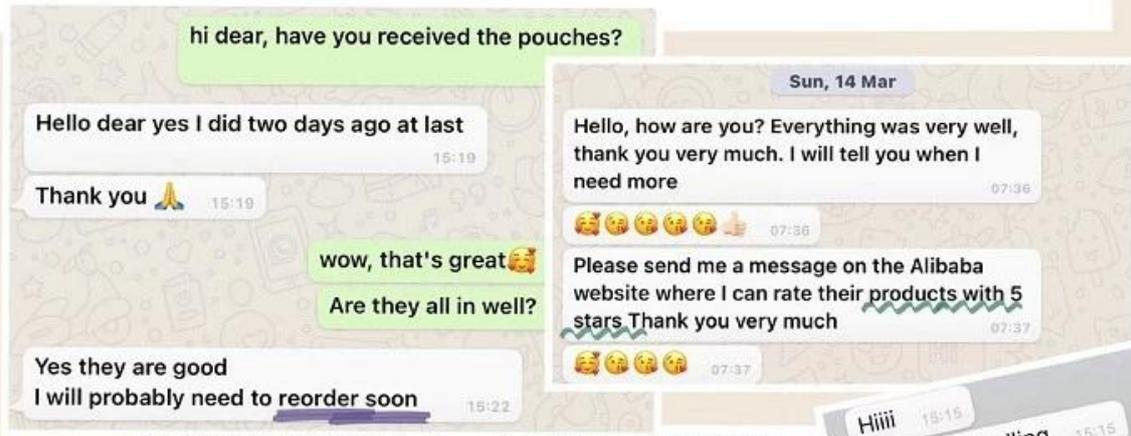 hi dear, have you received the pouches?
Hello dear yes I did two days ago at last
15:19
Thank you 🙏 15:19
wow, that's great🥰
Are they all in well?
Yes they are good
I will probably need to reorder soon
15:22
Sun, 14 Mar
Hello, how are you? Everything was very well,
thank you very much. I will tell you when I
need more
07:36
🥰😘😘😘😘👍🏻 07:36
Please send me a message on the Alibaba
website where I can rate their products with 5
stars Thank you very much
07:37
🥰😘😘😘 07:37
Hiiii 15:15
15:15